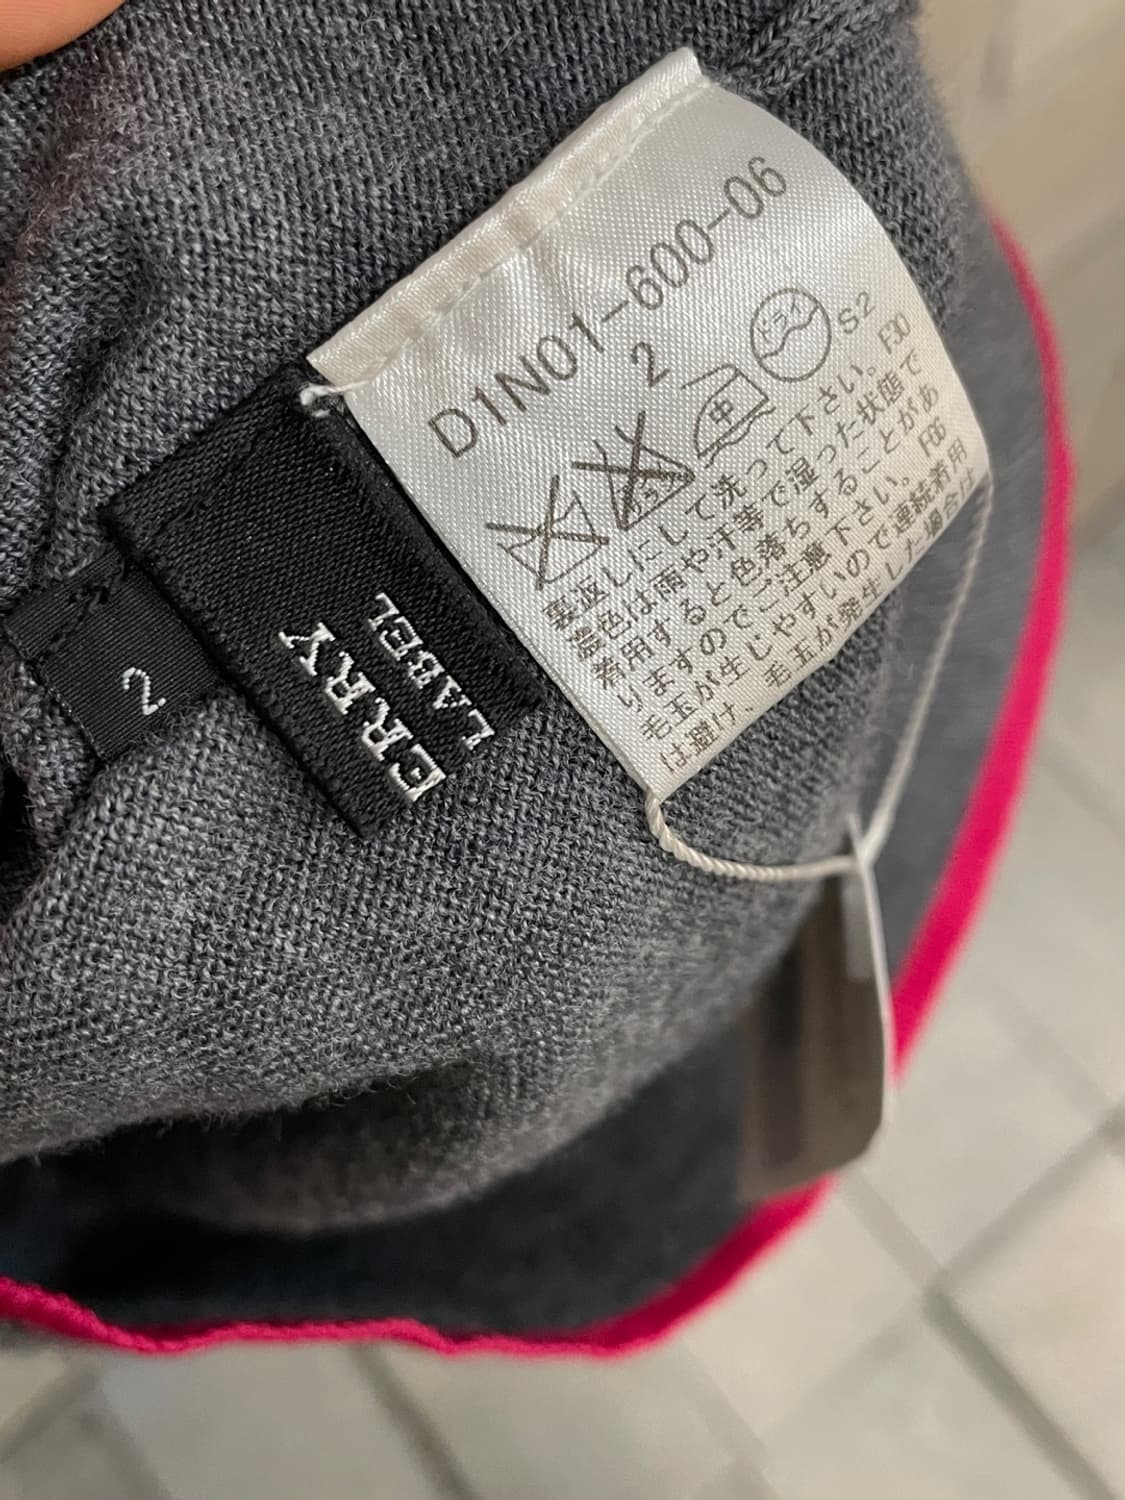 D1N01-600-06
2
中
ドライ
S2
裏返しにして洗って下さい。 F30
濃色は雨や汗等で湿った状態で
着用すると色落ちすることがあ
りますのでご注意下さい。 F66
毛玉が生じやすいので連続着用
は避け、毛玉が発生した場合は
ERRY
LABEL
2